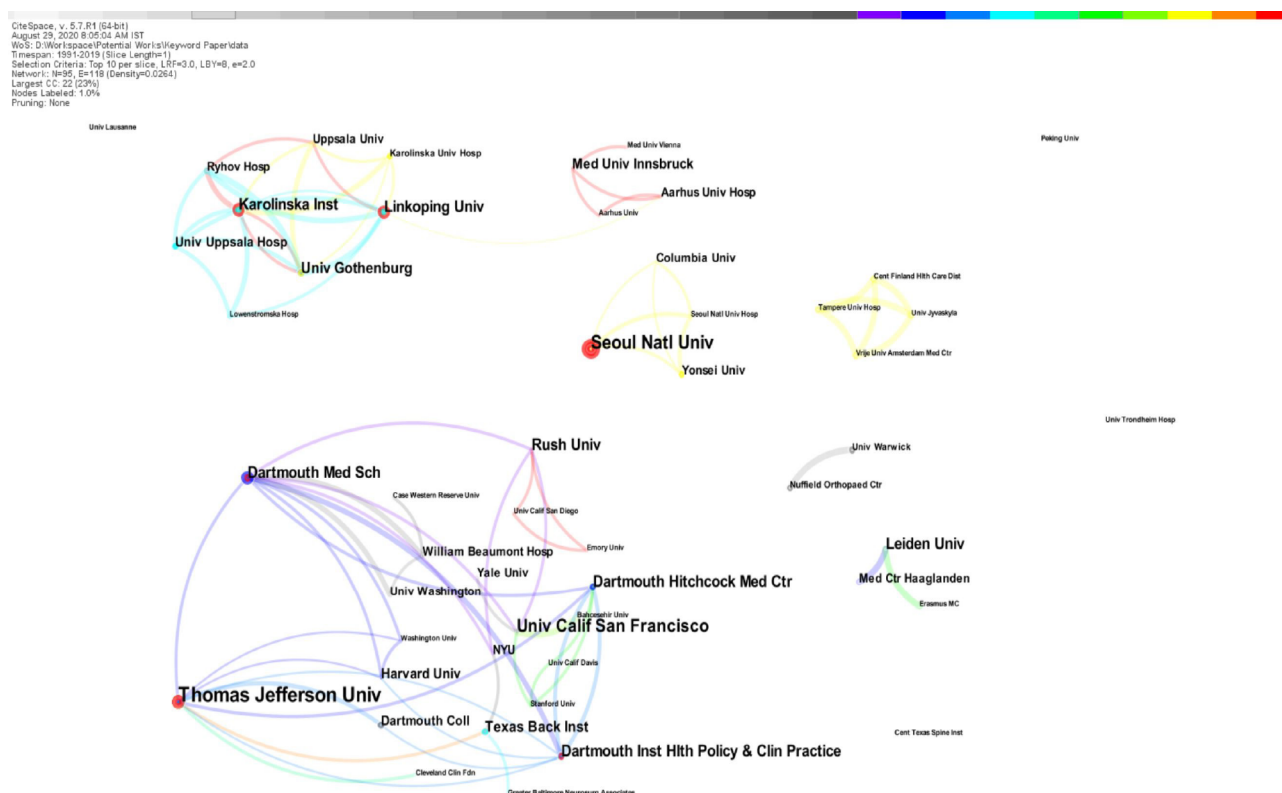 CiteSpace, v. 5.7.R1 (64-bit)
August 29, 2020 8:05:04 AM IST
WoS: D:\Workspace\Potential Works\Keyword Paper\data
Timespan: 1991-2019 (Slice Length=1)
Selection Criteria: Top 10 per slice, LRF=3.0, LBY=8, e=2.0
Network: N=95, E=118 (Density=0.0264)
Largest CC: 22 (23%)
Nodes Labeled: 1.0%
Pruning: None
Univ Lausanne
Peking Univ
Uppsala Univ
Karolinska Univ Hosp
Ryhov Hosp
Karolinska Inst
Linkoping Univ
Univ Uppsala Hosp
Univ Gothenburg
Lowenstromska Hosp
Med Univ Vienna
Med Univ Innsbruck
Aarhus Univ Hosp
Aarhus Univ
Columbia Univ
Seoul Natl Univ Hosp
Seoul Natl Univ
Yonsei Univ
Cent Finland Hlth Care Dist
Tampere Univ Hosp
Univ Jyvaskyla
Vrije Univ Amsterdam Med Ctr
Univ Trondheim Hosp
Rush Univ
Dartmouth Med Sch
Case Western Reserve Univ
Univ Calif San Diego
Emory Univ
William Beaumont Hosp
Yale Univ
Univ Washington
Dartmouth Hitchcock Med Ctr
Bahcesehir Univ
Univ Calif San Francisco
Washington Univ
NYU
Univ Calif Davis
Harvard Univ
Thomas Jefferson Univ
Stanford Univ
Dartmouth Coll
Texas Back Inst
Dartmouth Inst Hlth Policy & Clin Practice
Cleveland Clin Fdn
Greater Baltimore Neurosurg Associates
Univ Warwick
Nuffield Orthopaed Ctr
Leiden Univ
Med Ctr Haaglanden
Erasmus MC
Cent Texas Spine Inst